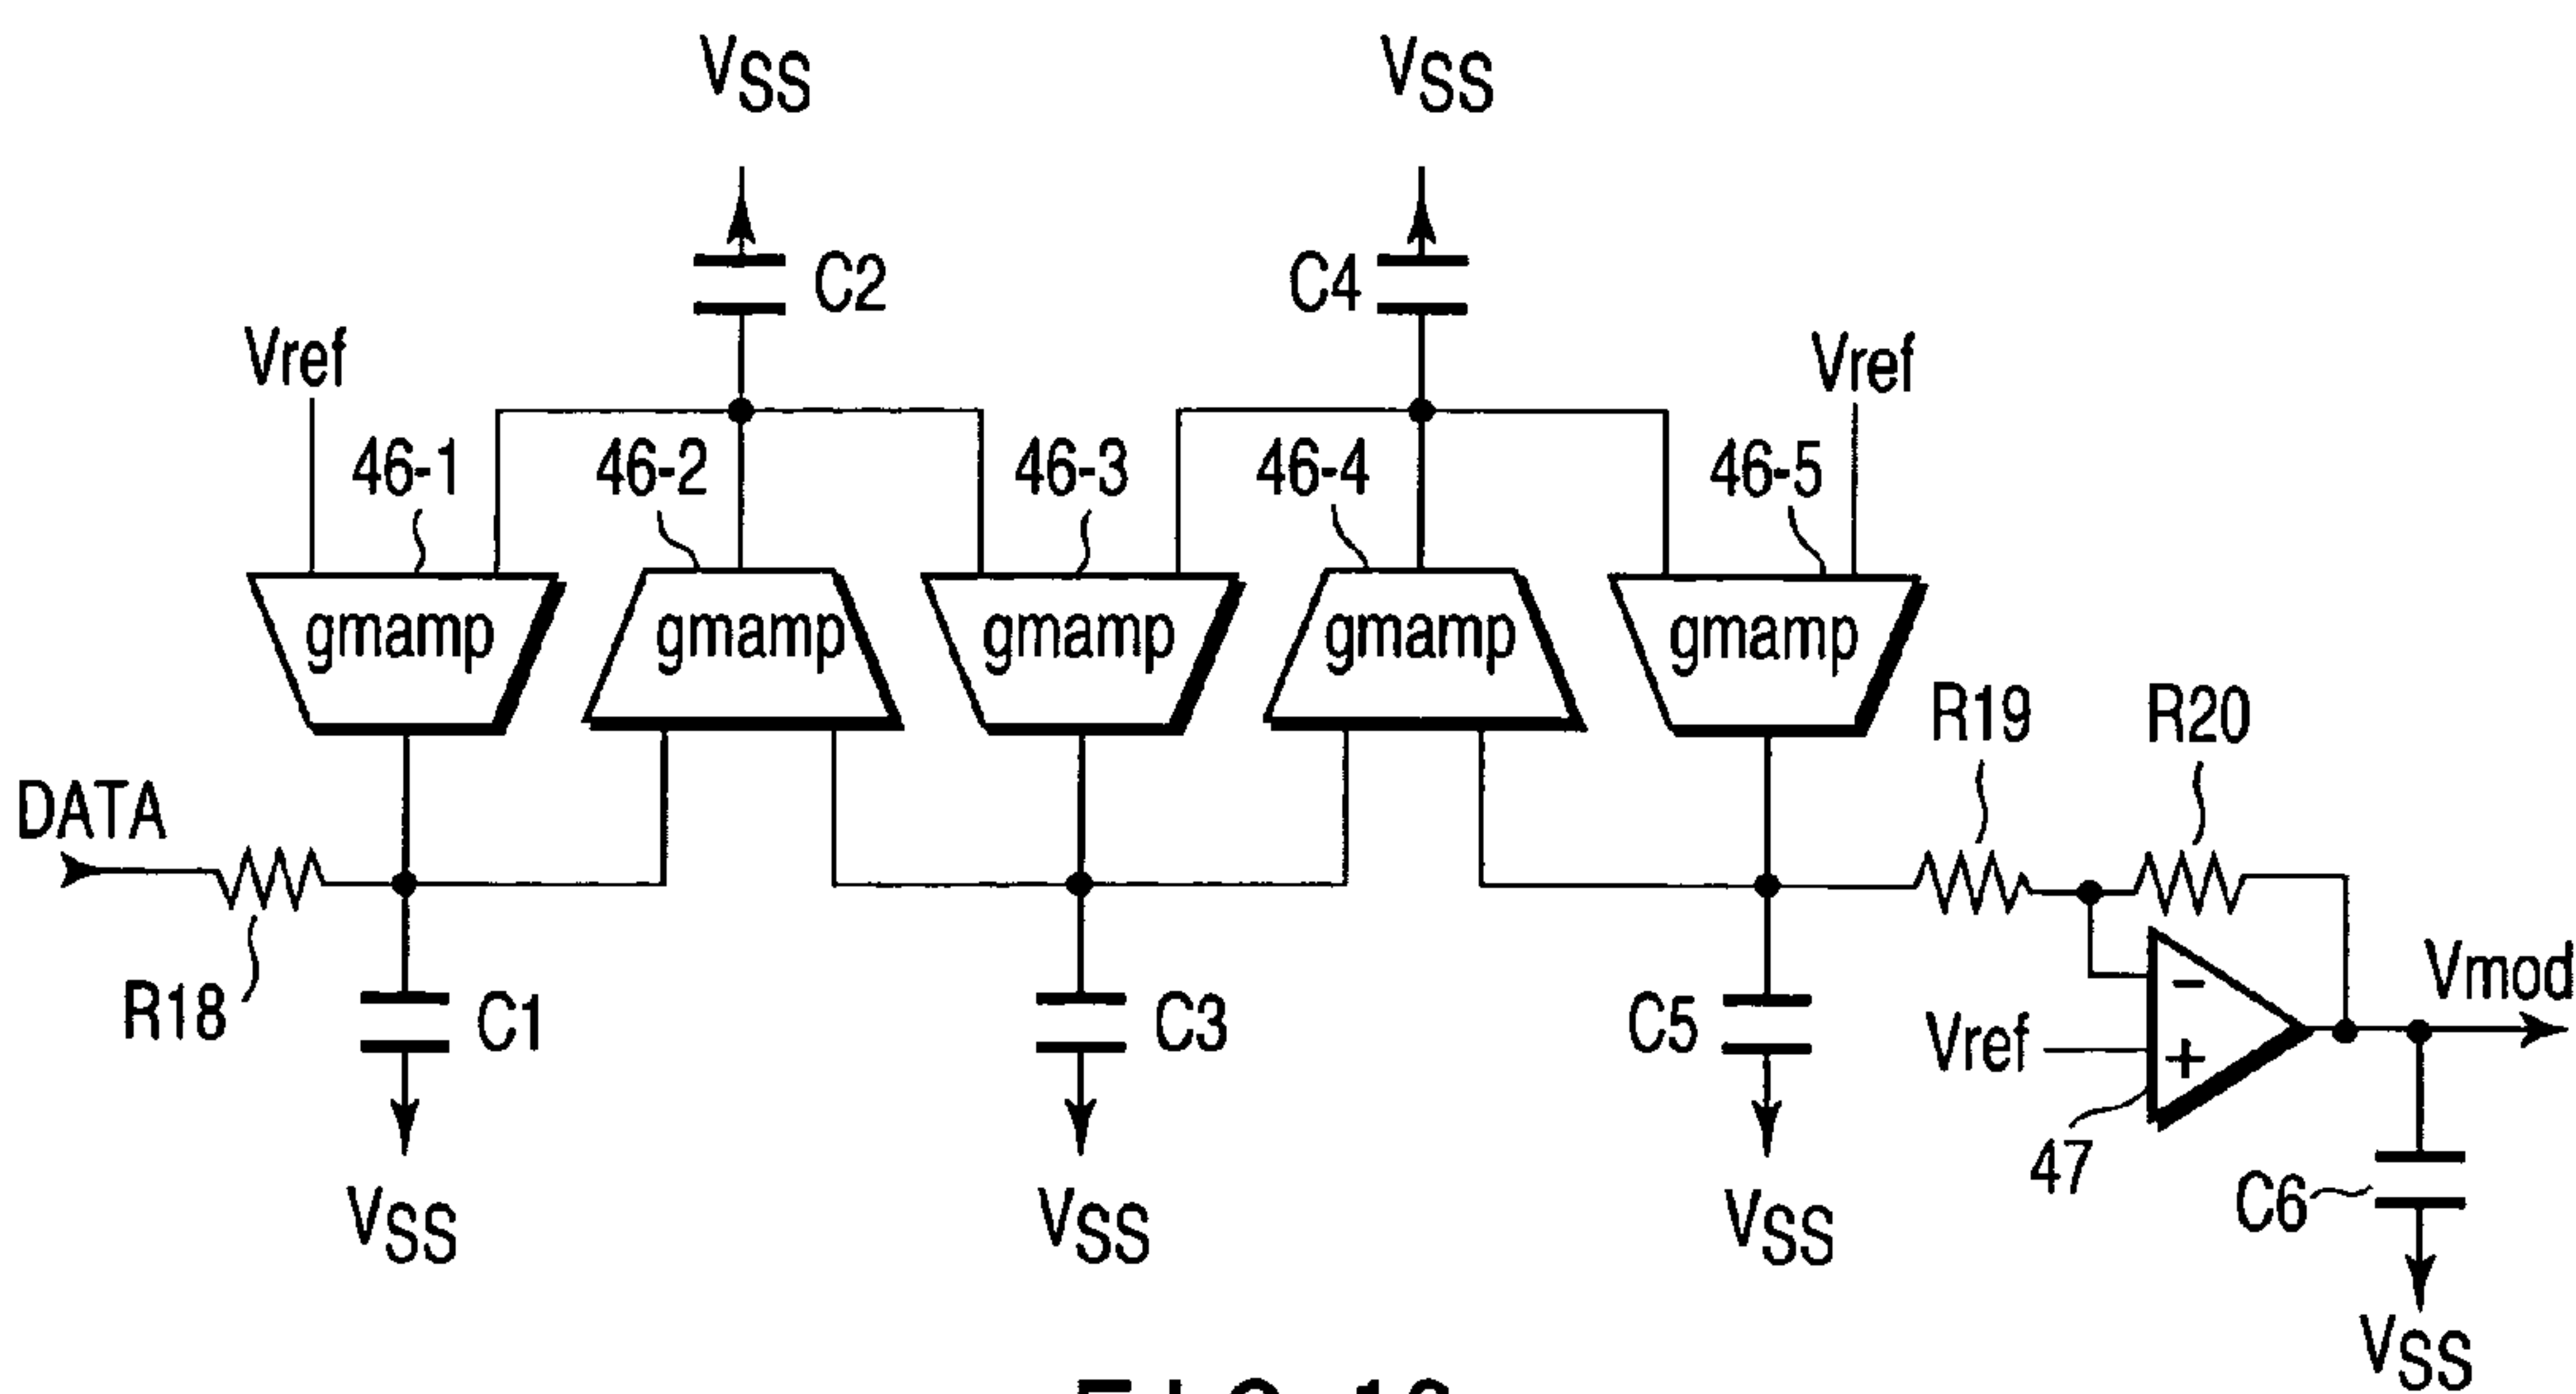 VSS
VSS
C2
C4
Vref
Vref
46-1
46-2
46-3
46-4
46-5
gmamp
gmamp
gmamp
gmamp
gmamp
R19
R20
DATA
R18
C1
C3
C5
Vref
−
+
Vmod
47
C6
VSS
VSS
VSS
VSS